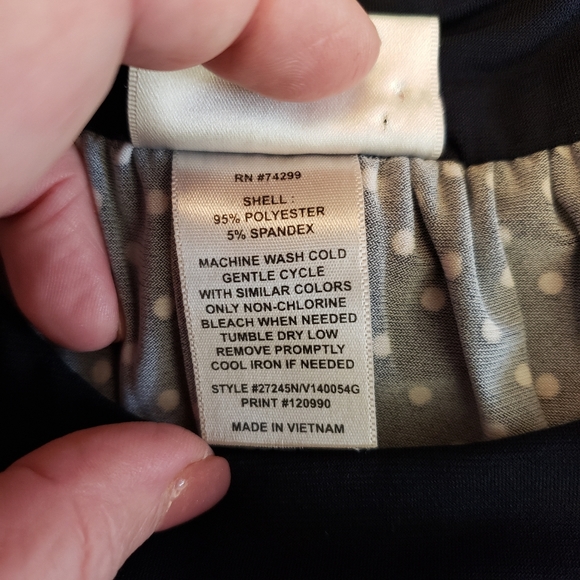 RN #74299
SHELL :
95% POLYESTER
5% SPANDEX
MACHINE WASH COLD
GENTLE CYCLE
WITH SIMILAR COLORS
ONLY NON-CHLORINE
BLEACH WHEN NEEDED
TUMBLE DRY LOW
REMOVE PROMPTLY
COOL IRON IF NEEDED
STYLE #27245N/V140054G
PRINT #120990
MADE IN VIETNAM